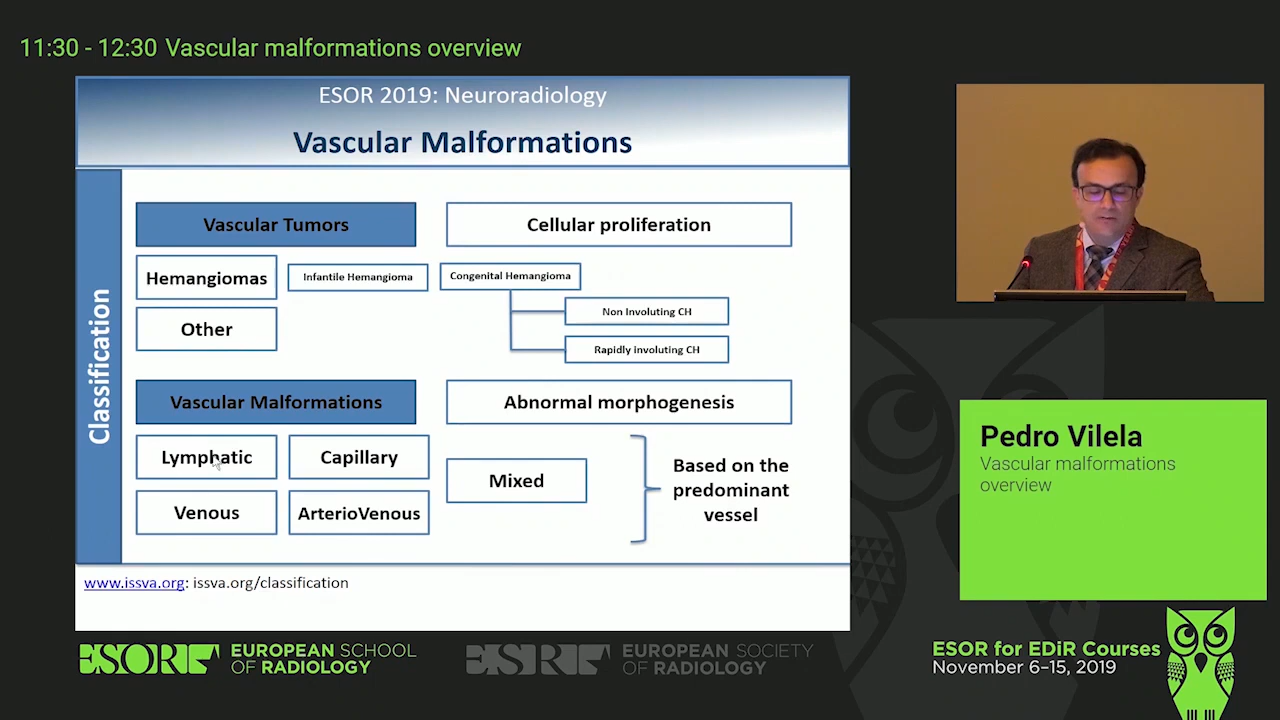 11:30 - 12:30 Vascular malformations overview
ESOR 2019: Neuroradiology
Vascular Malformations
Classification
Vascular Tumors
Cellular proliferation
Hemangiomas
Infantile Hemangioma
Congenital Hemangioma
Other
Non Involuting CH
Rapidly involuting CH
Vascular Malformations
Abnormal morphogenesis
Lymphatic
Capillary
Venous
ArterioVenous
Mixed
Based on the
predominant
vessel
www.issva.org: issva.org/classification
Pedro Vilela
Vascular malformations
overview
ESOR EUROPEAN SCHOOL
OF RADIOLOGY
ESR EUROPEAN SOCIETY
OF RADIOLOGY
ESOR for EDiR Courses
November 6–15, 2019